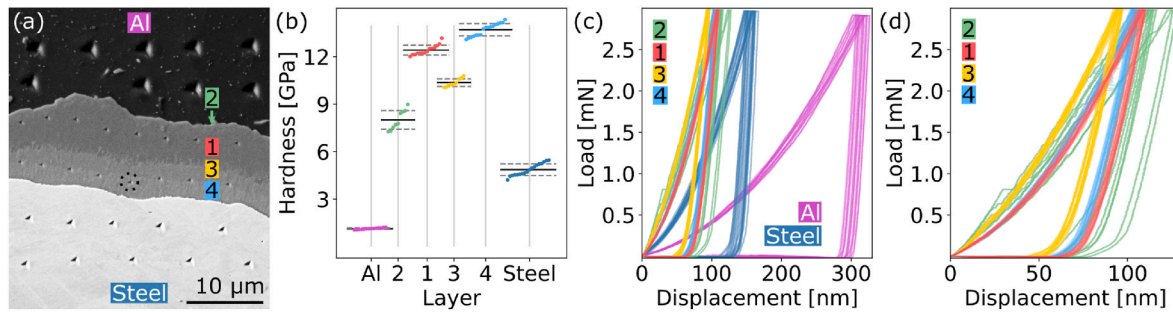 (a)
Al
2
1
3
4
Steel
10 µm
(b)
Hardness [GPa]
12
9
6
3
Al 2 1 3 4 Steel
Layer
(c)
2
1
3
4
Load [mN]
2.5
2.0
1.5
1.0
0.5
Al
Steel
0 100 200 300
Displacement [nm]
(d)
2
1
3
4
Load [mN]
2.5
2.0
1.5
1.0
0.5
0 50 100
Displacement [nm]